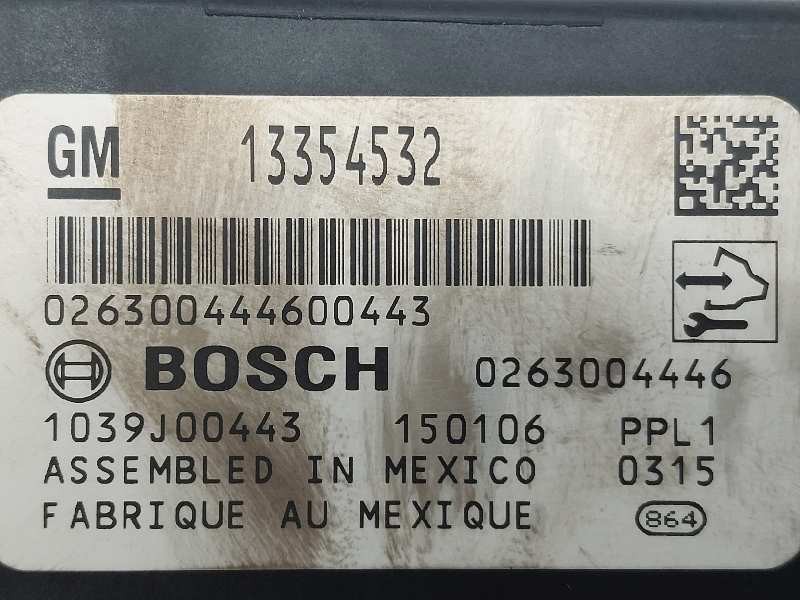 GM 13354532
026300444600443
BOSCH 0263004446
1039J00443 150106 PPL1
ASSEMBLED IN MEXICO 0315
FABRIQUE AU MEXIQUE 864